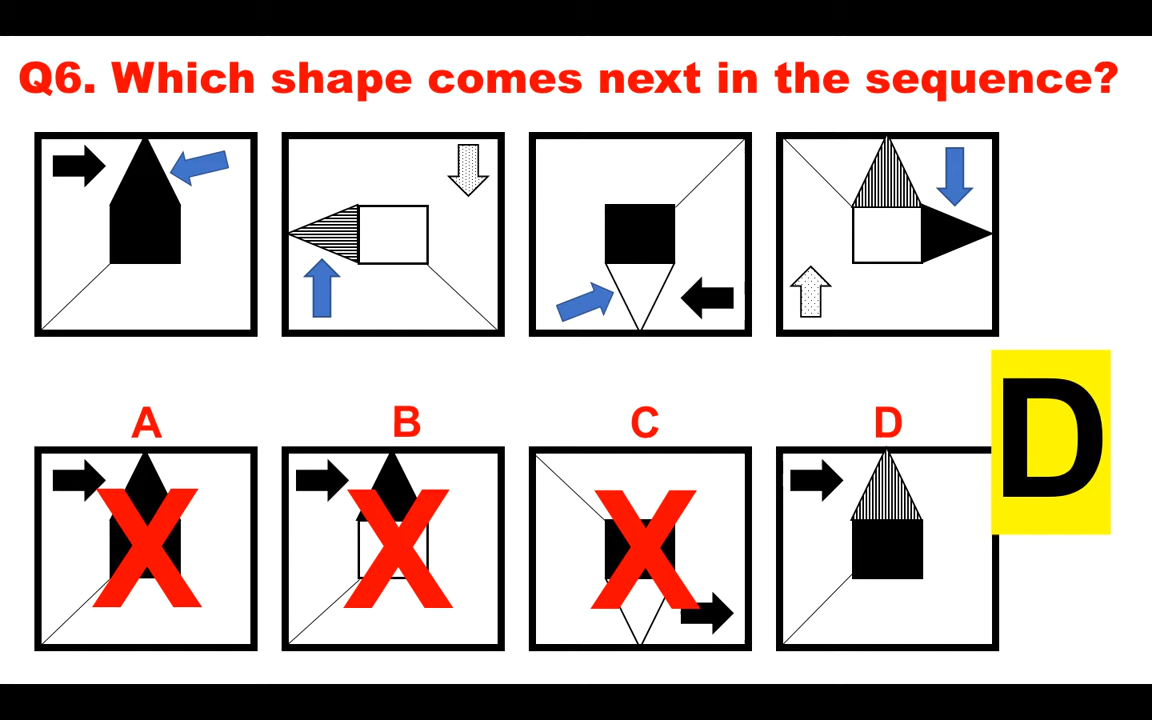 Q6. Which shape comes next in the sequence?
A B C D
D
X X X